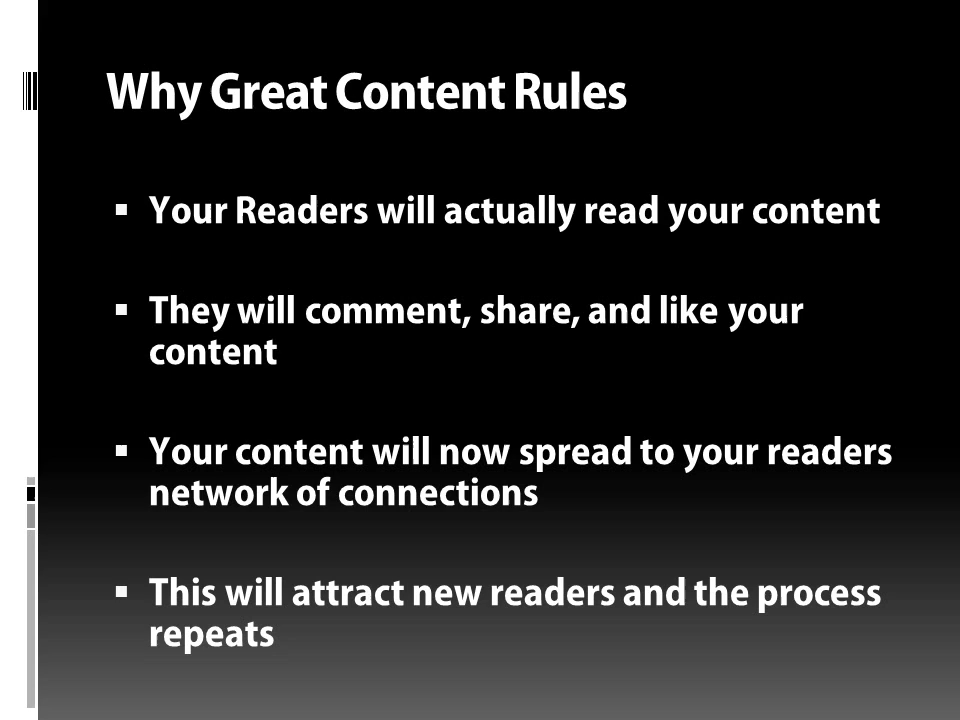 Why Great Content Rules
Your Readers will actually read your content
They will comment, share, and like your
content
Your content will now spread to your readers
network of connections
This will attract new readers and the process
repeats